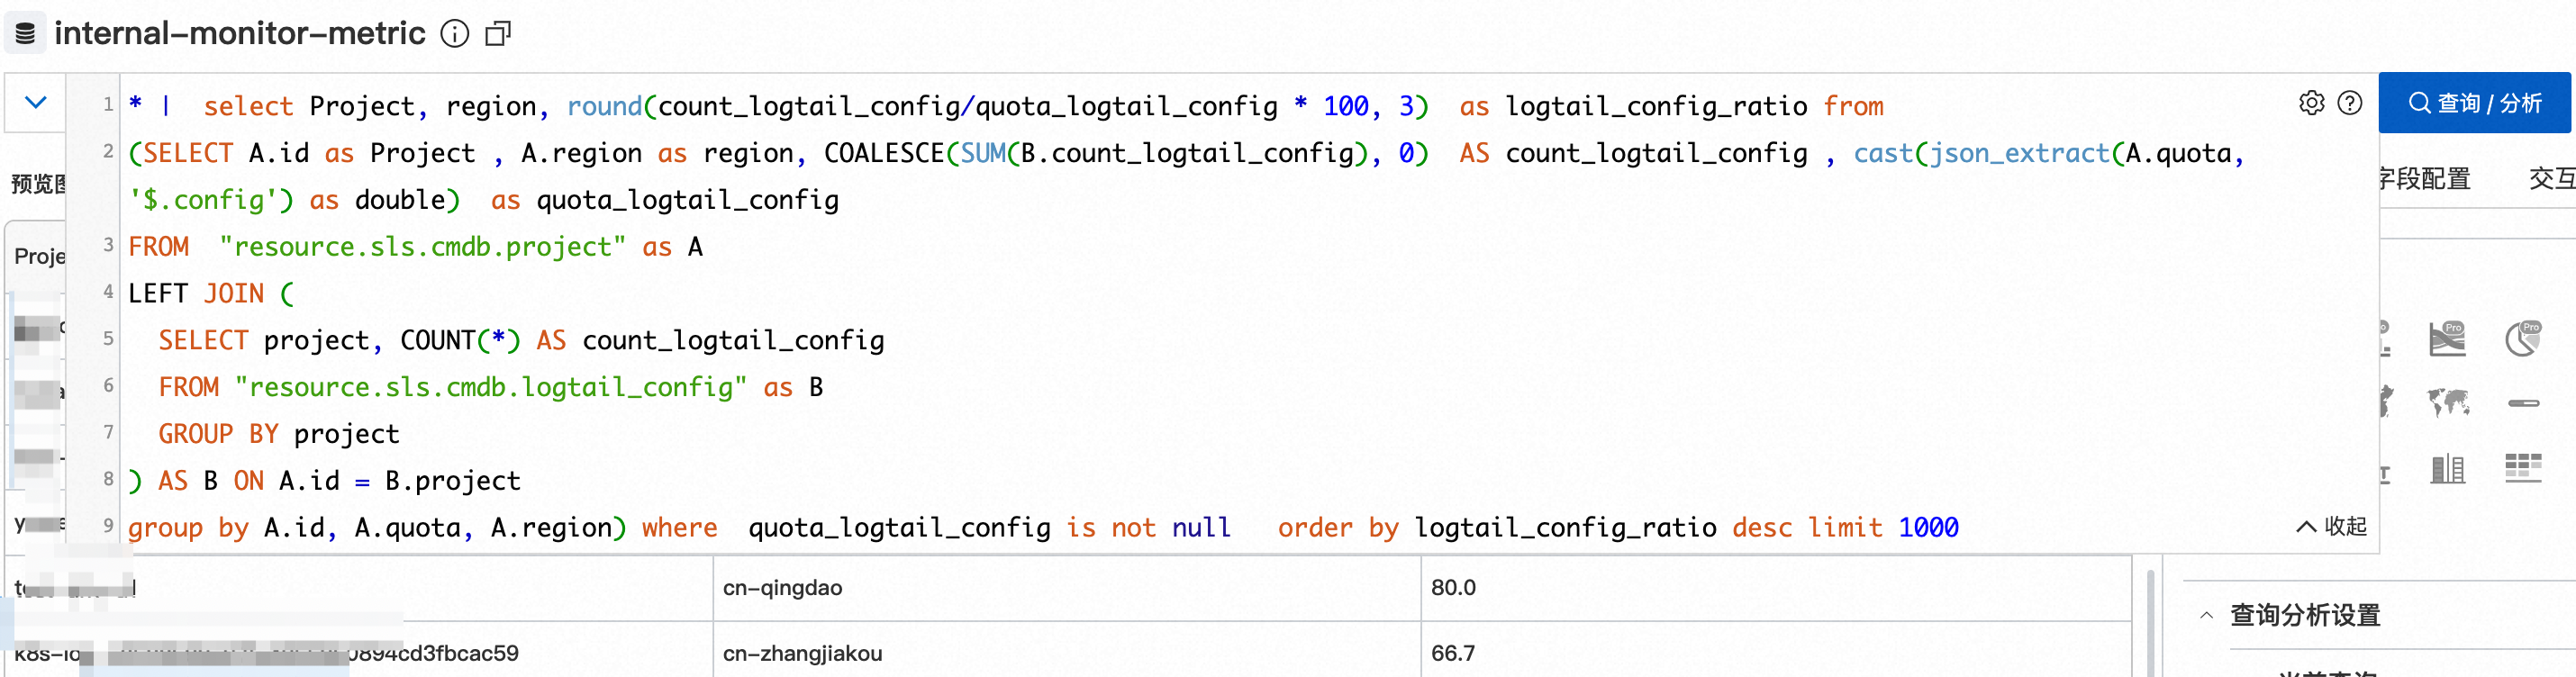 internal-monitor-metric
1 * | select Project, region, round(count_logtail_config/quota_logtail_config * 100, 3) as logtail_config_ratio from
查询 / 分析
2 (SELECT A.id as Project , A.region as region, COALESCE(SUM(B.count_logtail_config), 0) AS count_logtail_config , cast(json_extract(A.quota,
'$.config') as double) as quota_logtail_config
预览图
字段配置 交互
3 FROM "resource.sls.cmdb.project" as A
Proje
4 LEFT JOIN (
5 SELECT project, COUNT(*) AS count_logtail_config
Pro Pro
6 FROM "resource.sls.cmdb.logtail_config" as B
7 GROUP BY project
8 ) AS B ON A.id = B.project
9 group by A.id, A.quota, A.region) where quota_logtail_config is not null order by logtail_config_ratio desc limit 1000
收起
cn-qingdao 80.0
查询分析设置
0894cd3fbcac59 cn-zhangjiakou 66.7